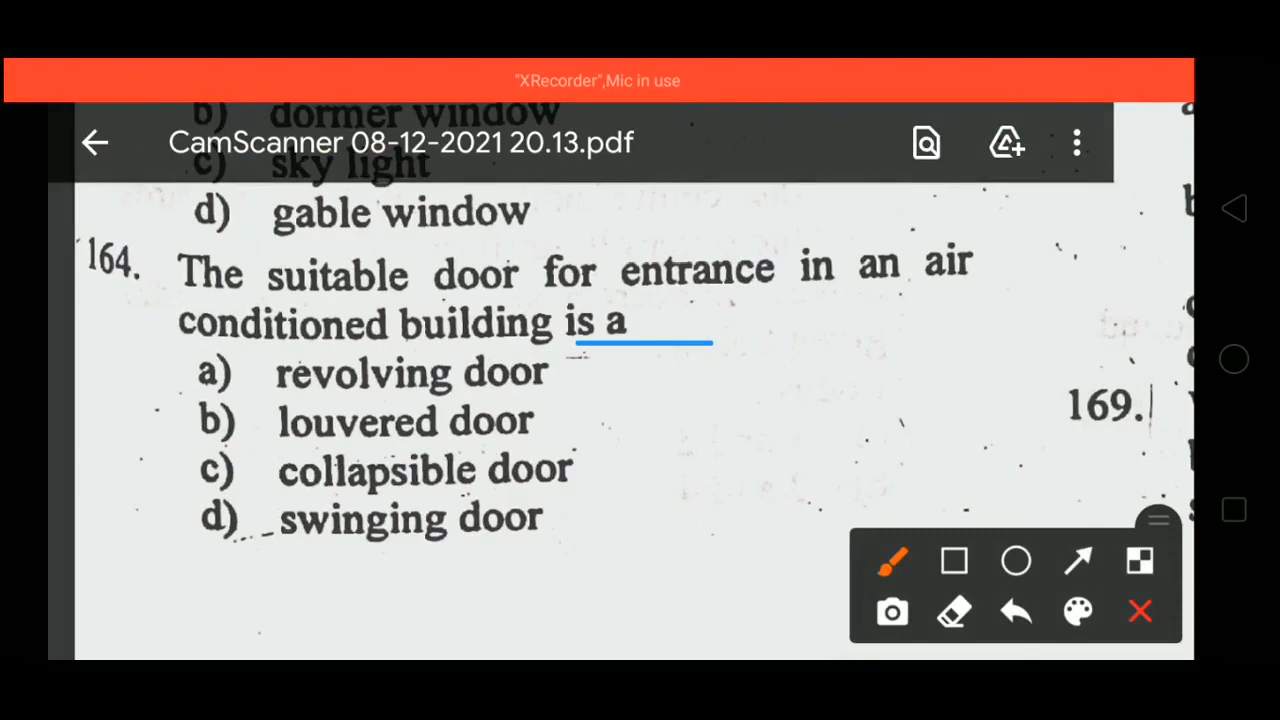 "XRecorder",Mic in use
b) dormer window
CamScanner 08-12-2021 20.13.pdf
c) sky light
d) gable window
164. The suitable door for entrance in an air
conditioned building is a
a) revolving door
b) louvered door
c) collapsible door
d) swinging door
169.